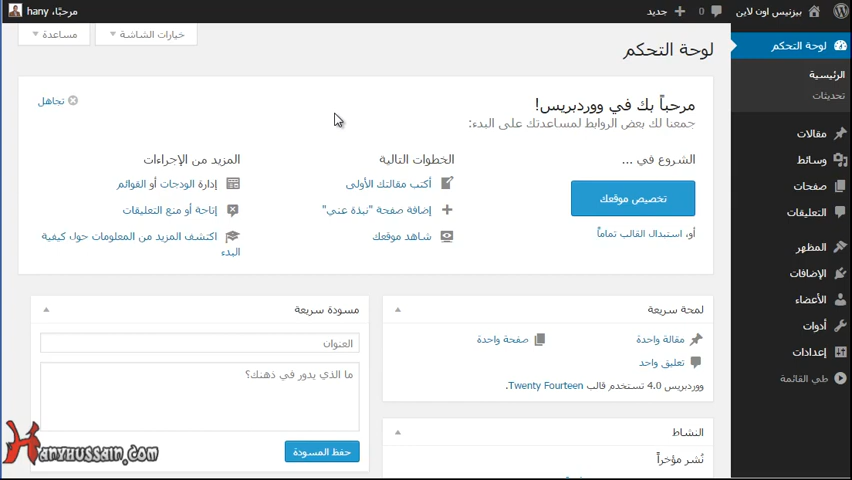 بيزنيس اون لاين
0
جديد
مرحبًا، hany
لوحة التحكم
الرئيسية
تحديثات
مقالات
وسائط
صفحات
التعليقات
المظهر
الإضافات
الأعضاء
أدوات
إعدادات
طي القائمة
خيارات الشاشة
مساعدة
لوحة التحكم
مرحباً بك في ووردبريس!
تجاهل
جمعنا لك بعض الروابط لمساعدتك على البدء:
الشروع في ...
تخصيص موقعك
أو، استبدال القالب تماماً
الخطوات التالية
أكتب مقالتك الأولى
إضافة صفحة "نبذة عني"
شاهد موقعك
المزيد من الإجراءات
إدارة الودجات أو القوائم
إتاحة أو منع التعليقات
اكتشف المزيد من المعلومات حول كيفية
البدء
لمحة سريعة
مقالة واحدة
صفحة واحدة
تعليق واحد
ووردبريس 4.0 تستخدم قالب Twenty Fourteen.
النشاط
نُشر مؤخراً
مسودة سريعة
العنوان
ما الذي يدور في ذهنك؟
حفظ المسودة
Hanyhussain.com